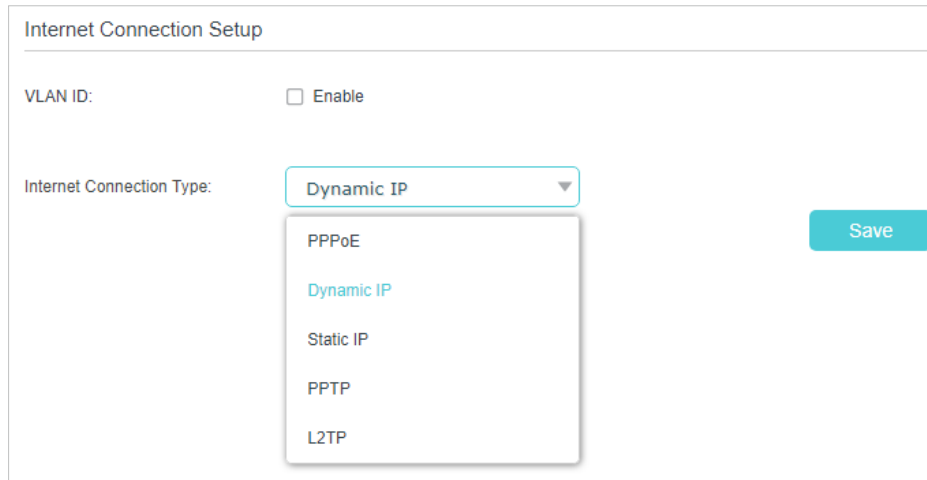 Internet Connection Setup
VLAN ID: Enable
Internet Connection Type: Dynamic IP
PPPoE
Save
Dynamic IP
Static IP
PPTP
L2TP